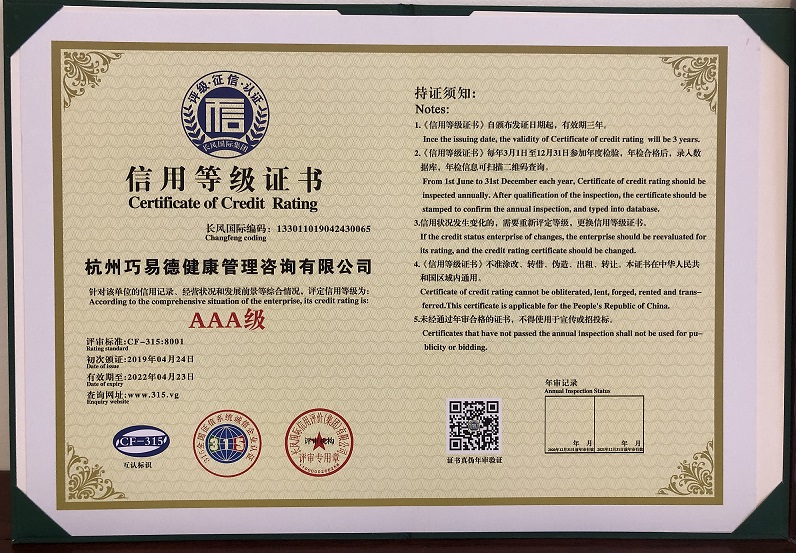 评级·征信·认证
信
长风国际集团
信用等级证书
Certificate of Credit Rating
长风国际编码：133011019042430065
Changfeng coding
杭州巧易德健康管理咨询有限公司
针对该单位的信用记录、经营状况和发展前景等综合情况，评定信用等级为:
According to the comprehensive situation of the enterprise, its credit rating is:
AAA级
评审标准:CF-315:8001
Rating standard
初次颁证:2019年04月24日
Date of issue
有效期至:2022年04月23日
Date of expiry
查询网址:www.315.vg
Enquiry website
CF-315
互认标识
315
评审机构
评审专用章
持证须知:
Notes:
1.《信用等级证书》自颁布发证日期起，有效期三年。
Ince the issuing date, the validity of Certificate of credit rating will be 3 years.
2.《信用等级证书》每年3月1日至12月31日参加年度检验，年检合格后，录入数
据库，年检信息可扫描二维码查询。
From 1st June to 31st December each year, Certificate of credit rating should be
inspected annually. After qualification of the inspection, the certificate should be
stamped to confirm the annual inspection, and typed into database.
3.信用状况发生变化的，需要重新评定等级，更换信用等级证书。
If the credit status enterprise of changes, the enterprise should be reevaluated for
its rating, and the credit rating certificate should be changed.
4.《信用等级证书》不准涂改、转借、伪造、出租、转让。本证书在中华人民共
和国区域内通用。
Certificate of credit rating cannot be obliterated, lent, forged, rented and trans-
ferred.This certificate is applicable for the People's Republic of China.
5.未经通过年审合格的证书，不得使用于宣传或招投标。
Certificates that have not passed the annual inspection shall not be used for pu-
blicity or bidding.
证书真伪年审验证
年审记录
Annual Inspection Status
年 月
年 月